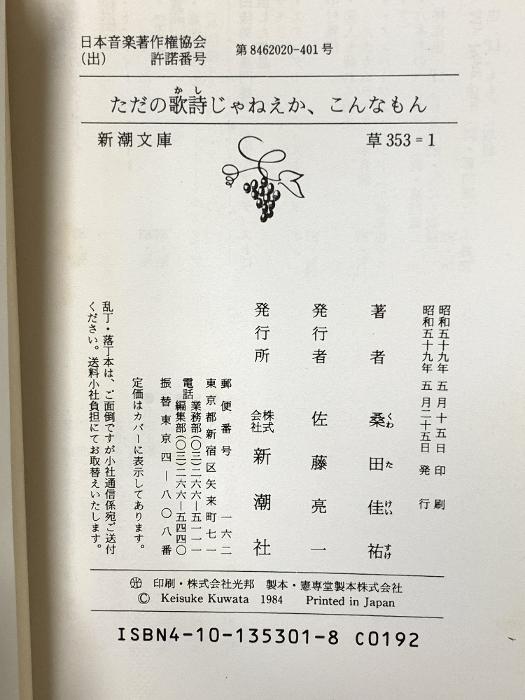 日本音楽著作権協会
(出) 許諾番号
第8462020-401号
ただの歌詩じゃねえか、こんなもん
かし
新潮文庫
草353=1
昭和五十九年五月十五日印刷
昭和五十九年五月二十五日発行
著者 桑田佳祐
くわ た けい すけ
発行者 佐藤亮一
発行所 株式会社 新潮社
郵便番号 一六二
東京都新宿区矢来町七一
電話 業務部(〇三)二六六―五一一一
編集部(〇三)二六六―五四四〇
振替東京四―八〇八番
定価はカバーに表示してあります。
乱丁・落丁本は、ご面倒ですが小社通信係宛ご送付
ください。送料小社負担にてお取替えいたします。
印刷・株式会社光邦 製本・憲専堂製本株式会社
© Keisuke Kuwata 1984 Printed in Japan
ISBN4-10-135301-8 C0192